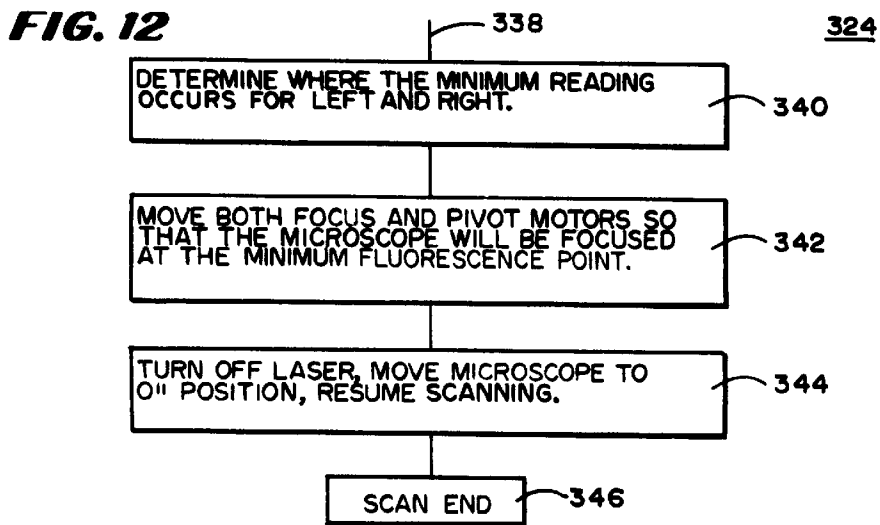 FIG. 12
338
324
DETERMINE WHERE THE MINIMUM READING
OCCURS FOR LEFT AND RIGHT.
340
MOVE BOTH FOCUS AND PIVOT MOTORS SO
THAT THE MICROSCOPE WILL BE FOCUSED
AT THE MINIMUM FLUORESCENCE POINT.
342
TURN OFF LASER, MOVE MICROSCOPE TO
0" POSITION, RESUME SCANNING.
344
SCAN END
346